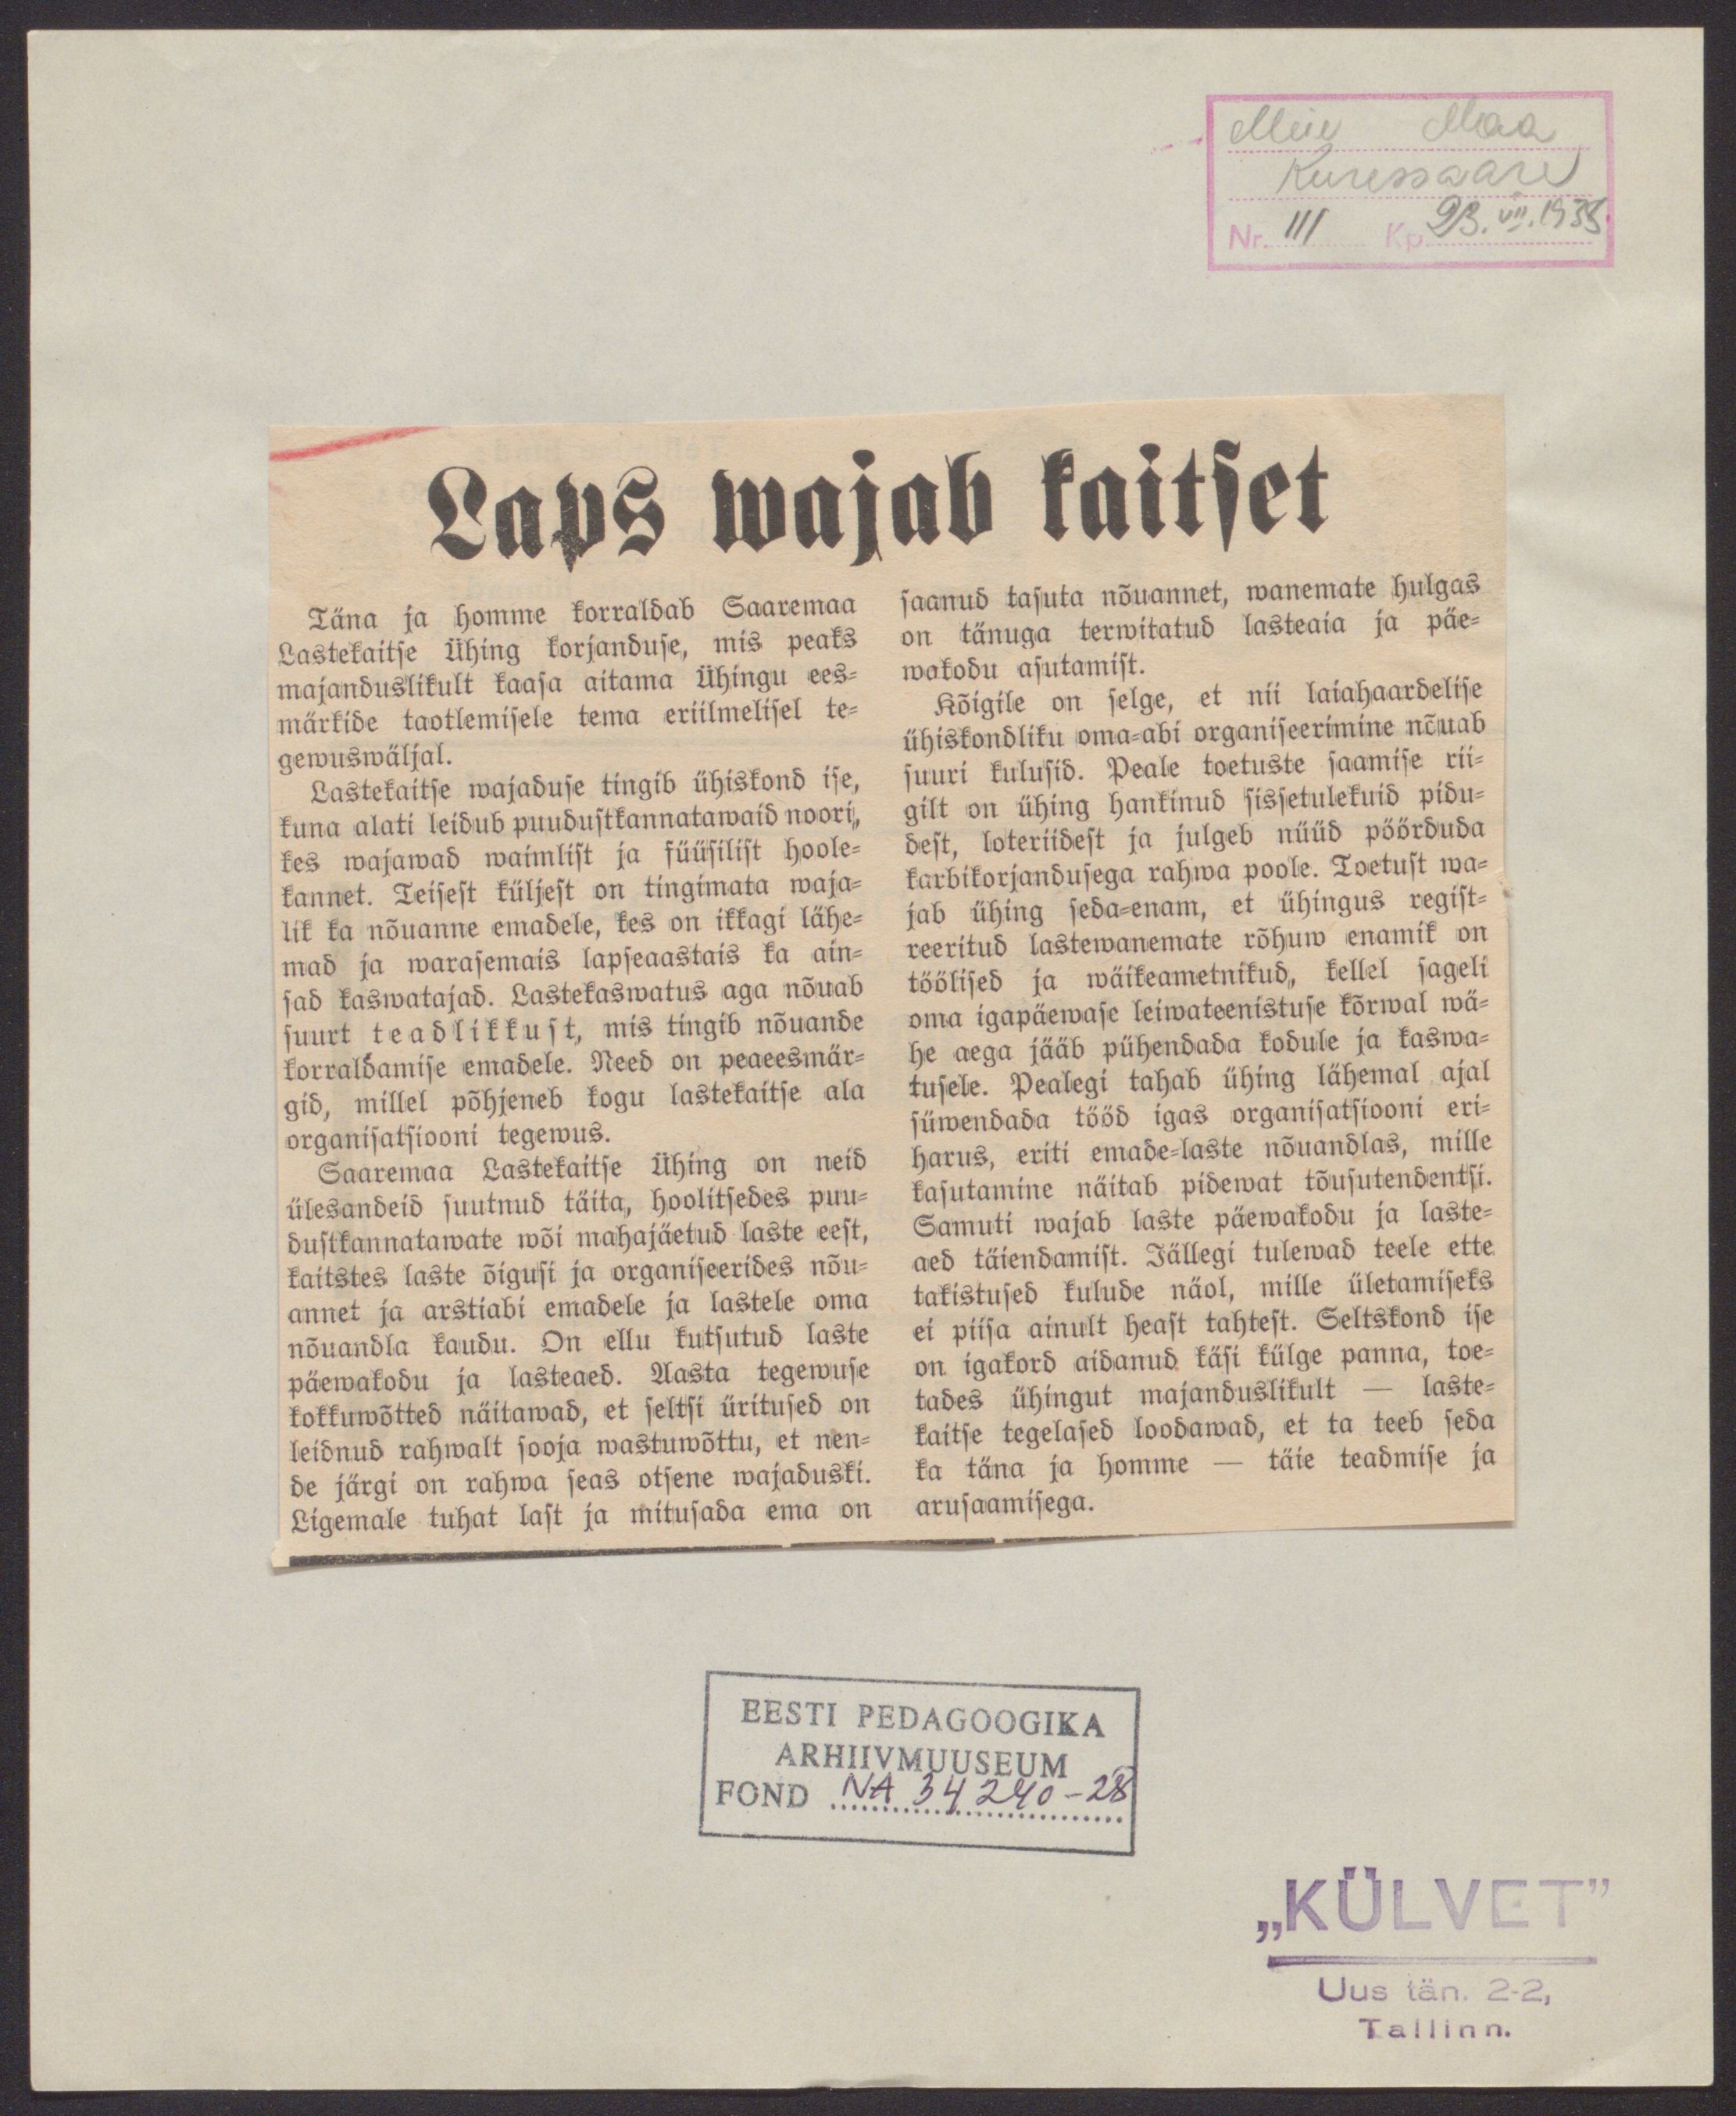 Meie Maa
Kuressaare
Nr. 111 Kp. 23. VII. 1938
Laps wajab kaitset
Täna ja homme korraldab Saaremaa
Lastekaitse Ühing korjanduse, mis peaks
majanduslikult kaasa aitama Ühingu ees-
märkide taotlemisele tema eriilmelisel te-
gewuswäljal.
Lastekaitse wajaduse tingib ühiskond ise,
kuna alati leidub puudustkannatawaid noori,
kes wajawad waimlist ja füüsilist hoole-
kannet. Teisest küljest on tingimata waja-
lik ka nõuanne emadele, kes on ikkagi lähe-
mad ja warasemais lapseaastais ka ain-
sad kaswatajad. Lastekaswatus aga nõuab
suurt teadlikkust, mis tingib nõuande
korraldamise emadele. Need on peaeesmär-
gid, millel põhjeneb kogu lastekaitse ala
organisatsiooni tegewus.
Saaremaa Lastekaitse Ühing on neid
ülesandeid suutnud täita, hoolitsedes puu-
dustkannatawate wõi mahajäetud laste eest,
kaitstes laste õigusi ja organiseerides nõu-
annet ja arstiabi emadele ja lastele oma
nõuandla kaudu. On ellu kutsutud laste
päewakodu ja lasteaed. Aasta tegewuse
kokkuwõtted näitawad, et seltsi üritused on
leidnud rahwalt sooja wastuwõttu, et nen-
de järgi on rahwa seas otsene wajaduski.
Ligemale tuhat last ja mitusada ema on
saanud tasuta nõuannet, wanemate hulgas
on tänuga terwitatud lasteaia ja päe-
wakodu asutamist.
Kõigile on selge, et nii laiahaardelise
ühiskondliku oma-abi organiseerimine nõuab
suuri kulusid. Peale toetuste saamise rii-
gilt on ühing hankinud sissetulekuid pidu-
dest, loteriidest ja julgeb nüüd pöörduda
karbikorjandusega rahwa poole. Toetust wa-
jab ühing seda-enam, et ühingus regist-
reeritud lastewanemate rõhuw enamik on
töölised ja wäikeametnikud, kellel sageli
oma igapäewase leiwateenistuse kõrwal wä-
he aega jääb pühendada kodule ja kaswa-
tusele. Pealegi tahab ühing lähemal ajal
süwendada tööd igas organisatsiooni eri-
harus, eriti emade-laste nõuandlas, mille
kasutamine näitab pidewat tõusutendentsi.
Samuti wajab laste päewakodu ja laste-
aed täiendamist. Jällegi tulewad teele ette
takistused kulude näol, mille ületamiseks
ei piisa ainult heast tahtest. Seltskond ise
on igakord aidanud käsi külge panna, toe-
tades ühingut majanduslikult — laste-
kaitse tegelased loodawad, et ta teeb seda
ka täna ja homme — täie teadmise ja
arusaamisega.
EESTI PEDAGOOGIKA
ARHIIVMUUSEUM
FOND NA 34240-28
„KÜLVET”
Uus tän. 2-2,
Tallinn.